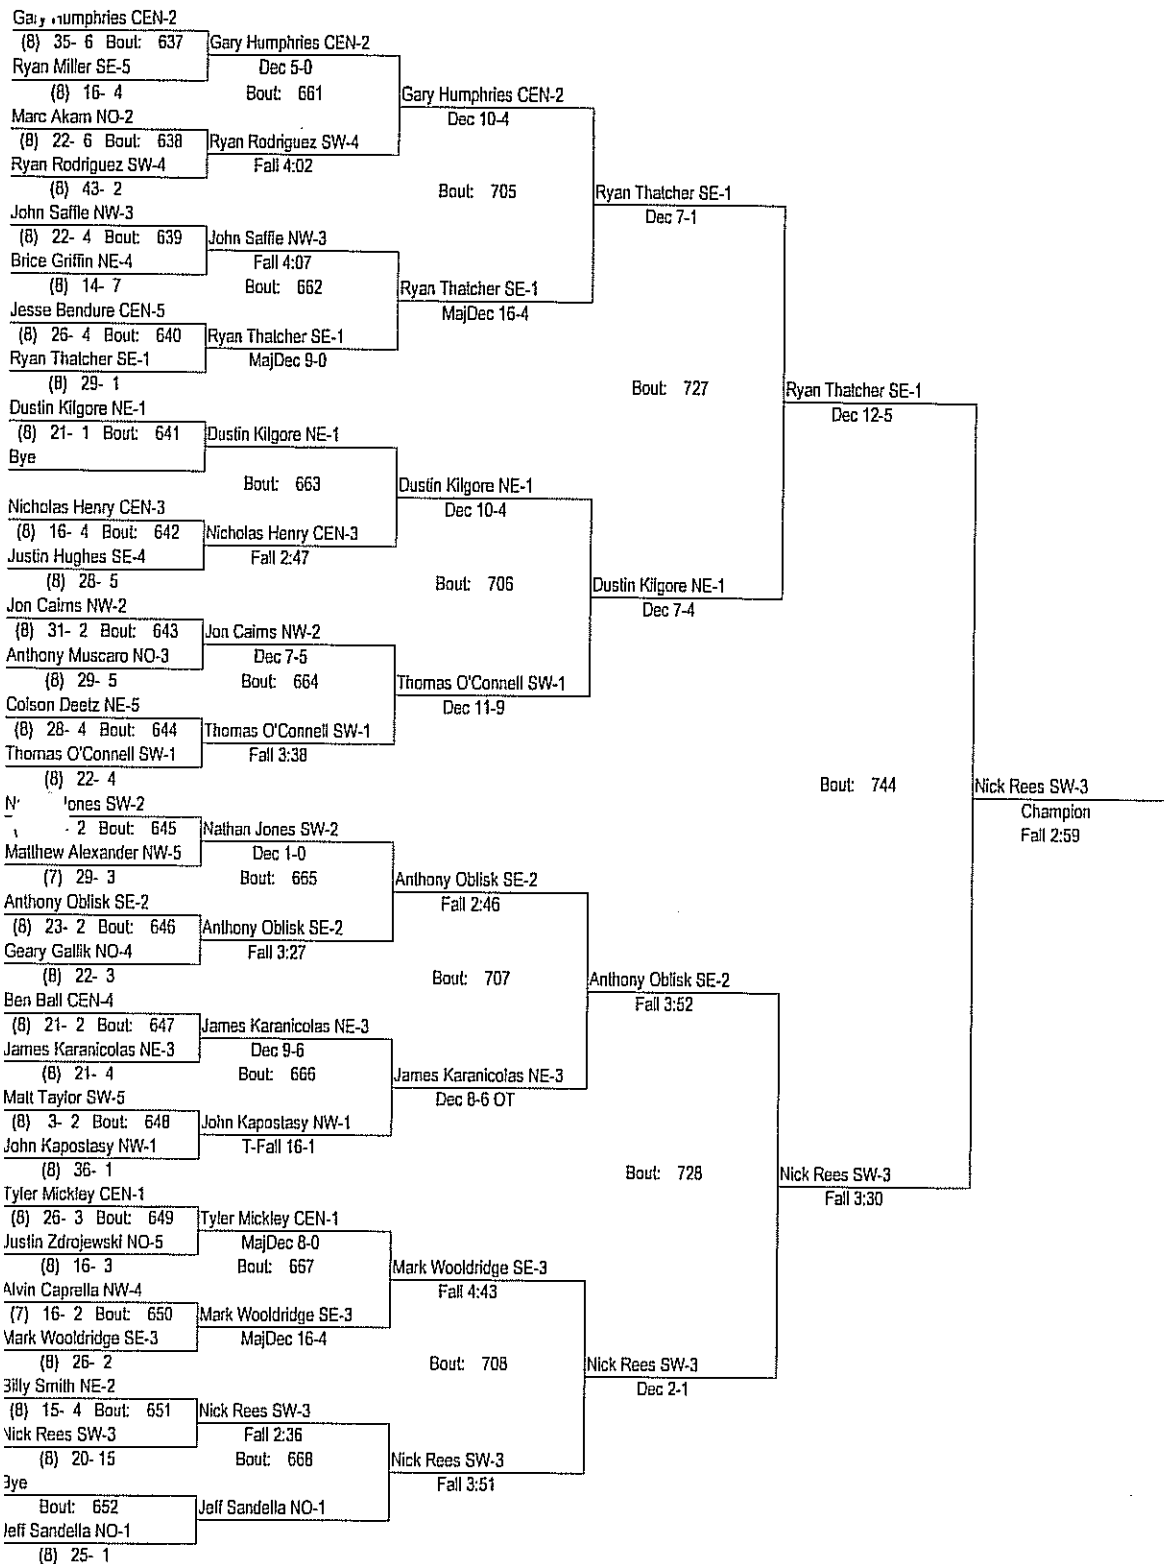 Gary Humphries CEN-2
(8) 35- 6 Bout: 637
Ryan Miller SE-5
(8) 16- 4
Marc Akam NO-2
(8) 22- 6 Bout: 638
Ryan Rodriguez SW-4
(8) 43- 2
John Saffle NW-3
(8) 22- 4 Bout: 639
Brice Griffin NE-4
(8) 14- 7
Jesse Bendure CEN-5
(8) 26- 4 Bout: 640
Ryan Thatcher SE-1
(8) 29- 1
Dustin Kilgore NE-1
(8) 21- 1 Bout: 641
Bye
Nicholas Henry CEN-3
(8) 16- 4 Bout: 642
Justin Hughes SE-4
(8) 28- 5
Jon Cairns NW-2
(8) 31- 2 Bout: 643
Anthony Muscaro NO-3
(8) 29- 5
Colson Deetz NE-5
(8) 28- 4 Bout: 644
Thomas O'Connell SW-1
(8) 22- 4
Jones SW-2
2 Bout: 645
Matthew Alexander NW-5
(7) 29- 3
Anthony Oblisk SE-2
(8) 23- 2 Bout: 646
Geary Gallik NO-4
(8) 22- 3
Ben Ball CEN-4
(8) 21- 2 Bout: 647
James Karanicolas NE-3
(8) 21- 4
Matt Taylor SW-5
(8) 3- 2 Bout: 648
John Kapostasy NW-1
(8) 36- 1
Tyler Mickley CEN-1
(8) 26- 3 Bout: 649
Justin Zdrojewski NO-5
(8) 16- 3
Alvin Caprella NW-4
(7) 16- 2 Bout: 650
Mark Wooldridge SE-3
(8) 26- 2
Billy Smith NE-2
(8) 15- 4 Bout: 651
Nick Rees SW-3
(8) 20- 15
Bye
Bout: 652
Jeff Sandella NO-1
(8) 25- 1
Gary Humphries CEN-2
Dec 5-0
Bout: 661
Ryan Rodriguez SW-4
Fall 4:02
John Saffle NW-3
Fall 4:07
Bout: 662
Ryan Thatcher SE-1
MajDec 9-0
Dustin Kilgore NE-1
Bout: 663
Nicholas Henry CEN-3
Fall 2:47
Jon Cairns NW-2
Dec 7-5
Bout: 664
Thomas O'Connell SW-1
Fall 3:38
Nathan Jones SW-2
Dec 1-0
Bout: 665
Anthony Oblisk SE-2
Fall 3:27
James Karanicolas NE-3
Dec 9-6
Bout: 666
John Kapostasy NW-1
T-Fall 16-1
Tyler Mickley CEN-1
MajDec 8-0
Bout: 667
Mark Wooldridge SE-3
MajDec 16-4
Nick Rees SW-3
Fall 2:36
Bout: 668
Jeff Sandella NO-1
Gary Humphries CEN-2
Dec 10-4
Bout: 705
Ryan Thatcher SE-1
MajDec 16-4
Dustin Kilgore NE-1
Dec 10-4
Bout: 706
Thomas O'Connell SW-1
Dec 11-9
Anthony Oblisk SE-2
Fall 2:46
Bout: 707
James Karanicolas NE-3
Dec 8-6 OT
Mark Wooldridge SE-3
Fall 4:43
Bout: 708
Nick Rees SW-3
Fall 3:51
Ryan Thatcher SE-1
Dec 7-1
Bout: 727
Dustin Kilgore NE-1
Dec 7-4
Anthony Oblisk SE-2
Fall 3:52
Bout: 728
Nick Rees SW-3
Dec 2-1
Ryan Thatcher SE-1
Dec 12-5
Bout: 744
Nick Rees SW-3
Fall 3:30
Nick Rees SW-3
Champion
Fall 2:59